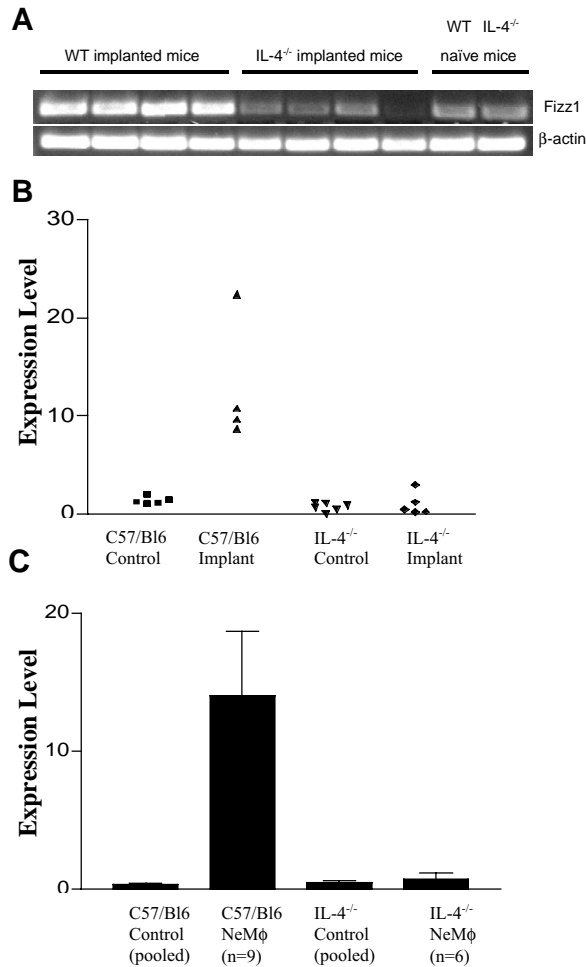 A
WT IL-4-/-
WT implanted mice IL-4-/- implanted mice naïve mice
Fizz1
β-actin
B
30
20
10
0
Expression Level
C57/Bl6 Control
C57/Bl6 Implant
IL-4-/- Control
IL-4-/- Implant
C
20
10
0
Expression Level
C57/Bl6 Control (pooled)
C57/Bl6 NeMϕ (n=9)
IL-4-/- Control (pooled)
IL-4-/- NeMϕ (n=6)